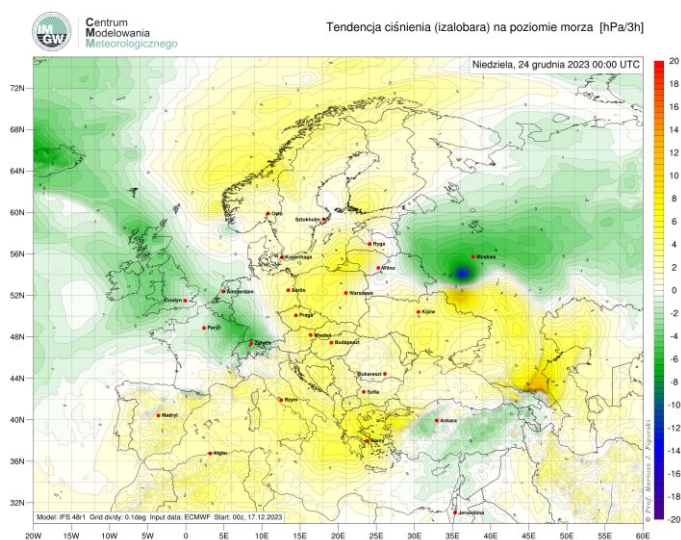 IM
GW
Centrum
Modelowania
Meteorologicznego
Tendencja ciśnienia (izalobara) na poziomie morza [hPa/3h]
Niedziela, 24 grudnia 2023 00:00 UTC
72N
68N
64N
60N
56N
52N
48N
44N
40N
36N
32N
Oslo
Sztokholm
Ryga
Kopenhaga
Wilno
Moskwa
Amsterdam
Berlin
Warszawa
Londyn
Praga
Kijów
Paryż
Wiedeń
Budapeszt
Zurych
Bukareszt
Sofia
Rzym
Madryt
Ankara
Ateny
Algier
Jerozolima
Model: IFS 48r1 Grid dx/dy: 0.1deg Input data: ECMWF Start: 00z, 17.12.2023
© Prof. Mariusz J. Figurski
20W 15W 10W 5W 0 5E 10E 15E 20E 25E 30E 35E 40E 45E 50E 55E 60E
20
18
16
14
12
10
8
6
4
2
0
-2
-4
-6
-8
-10
-12
-14
-16
-18
-20